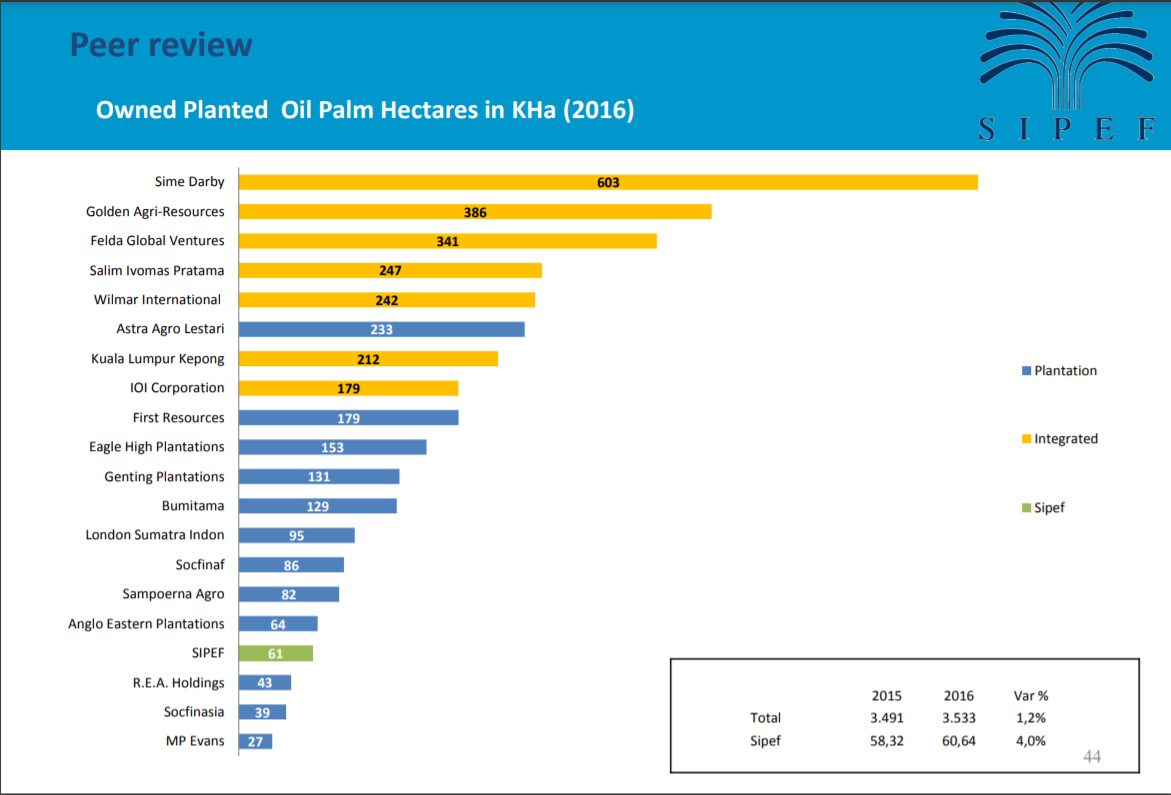 Peer review
Owned Planted Oil Palm Hectares in KHa (2016)
S I P E F
Sime Darby 603
Golden Agri-Resources 386
Felda Global Ventures 341
Salim Ivomas Pratama 247
Wilmar International 242
Astra Agro Lestari 233
Kuala Lumpur Kepong 212
IOI Corporation 179
First Resources 179
Eagle High Plantations 153
Genting Plantations 131
Bumitama 129
London Sumatra Indon 95
Socfinaf 86
Sampoerna Agro 82
Anglo Eastern Plantations 64
SIPEF 61
R.E.A. Holdings 43
Socfinasia 39
MP Evans 27
Plantation
Integrated
Sipef
2015 2016 Var %
Total 3.491 3.533 1,2%
Sipef 58,32 60,64 4,0%
44